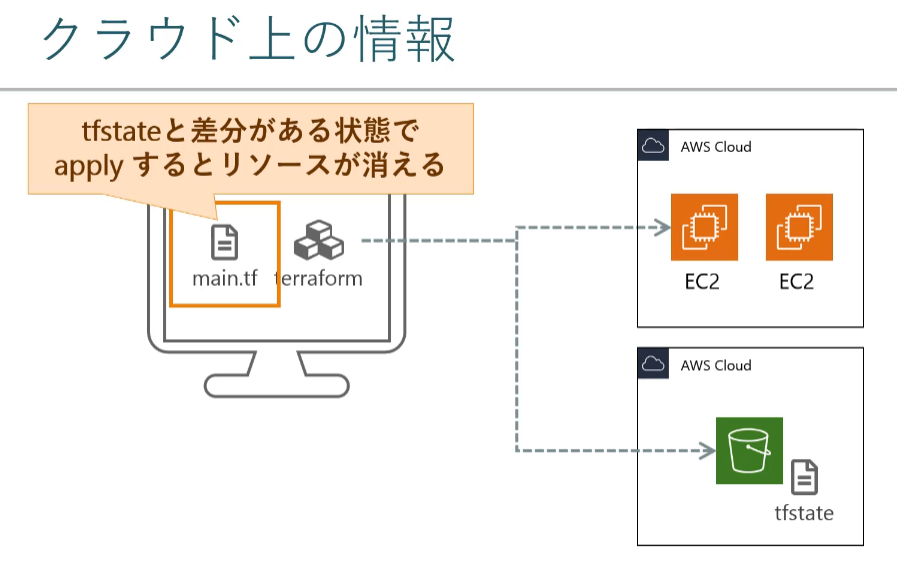 クラウド上の情報
tfstateと差分がある状態で
apply するとリソースが消える
main.tf
terraform
AWS Cloud
EC2
EC2
AWS Cloud
tfstate